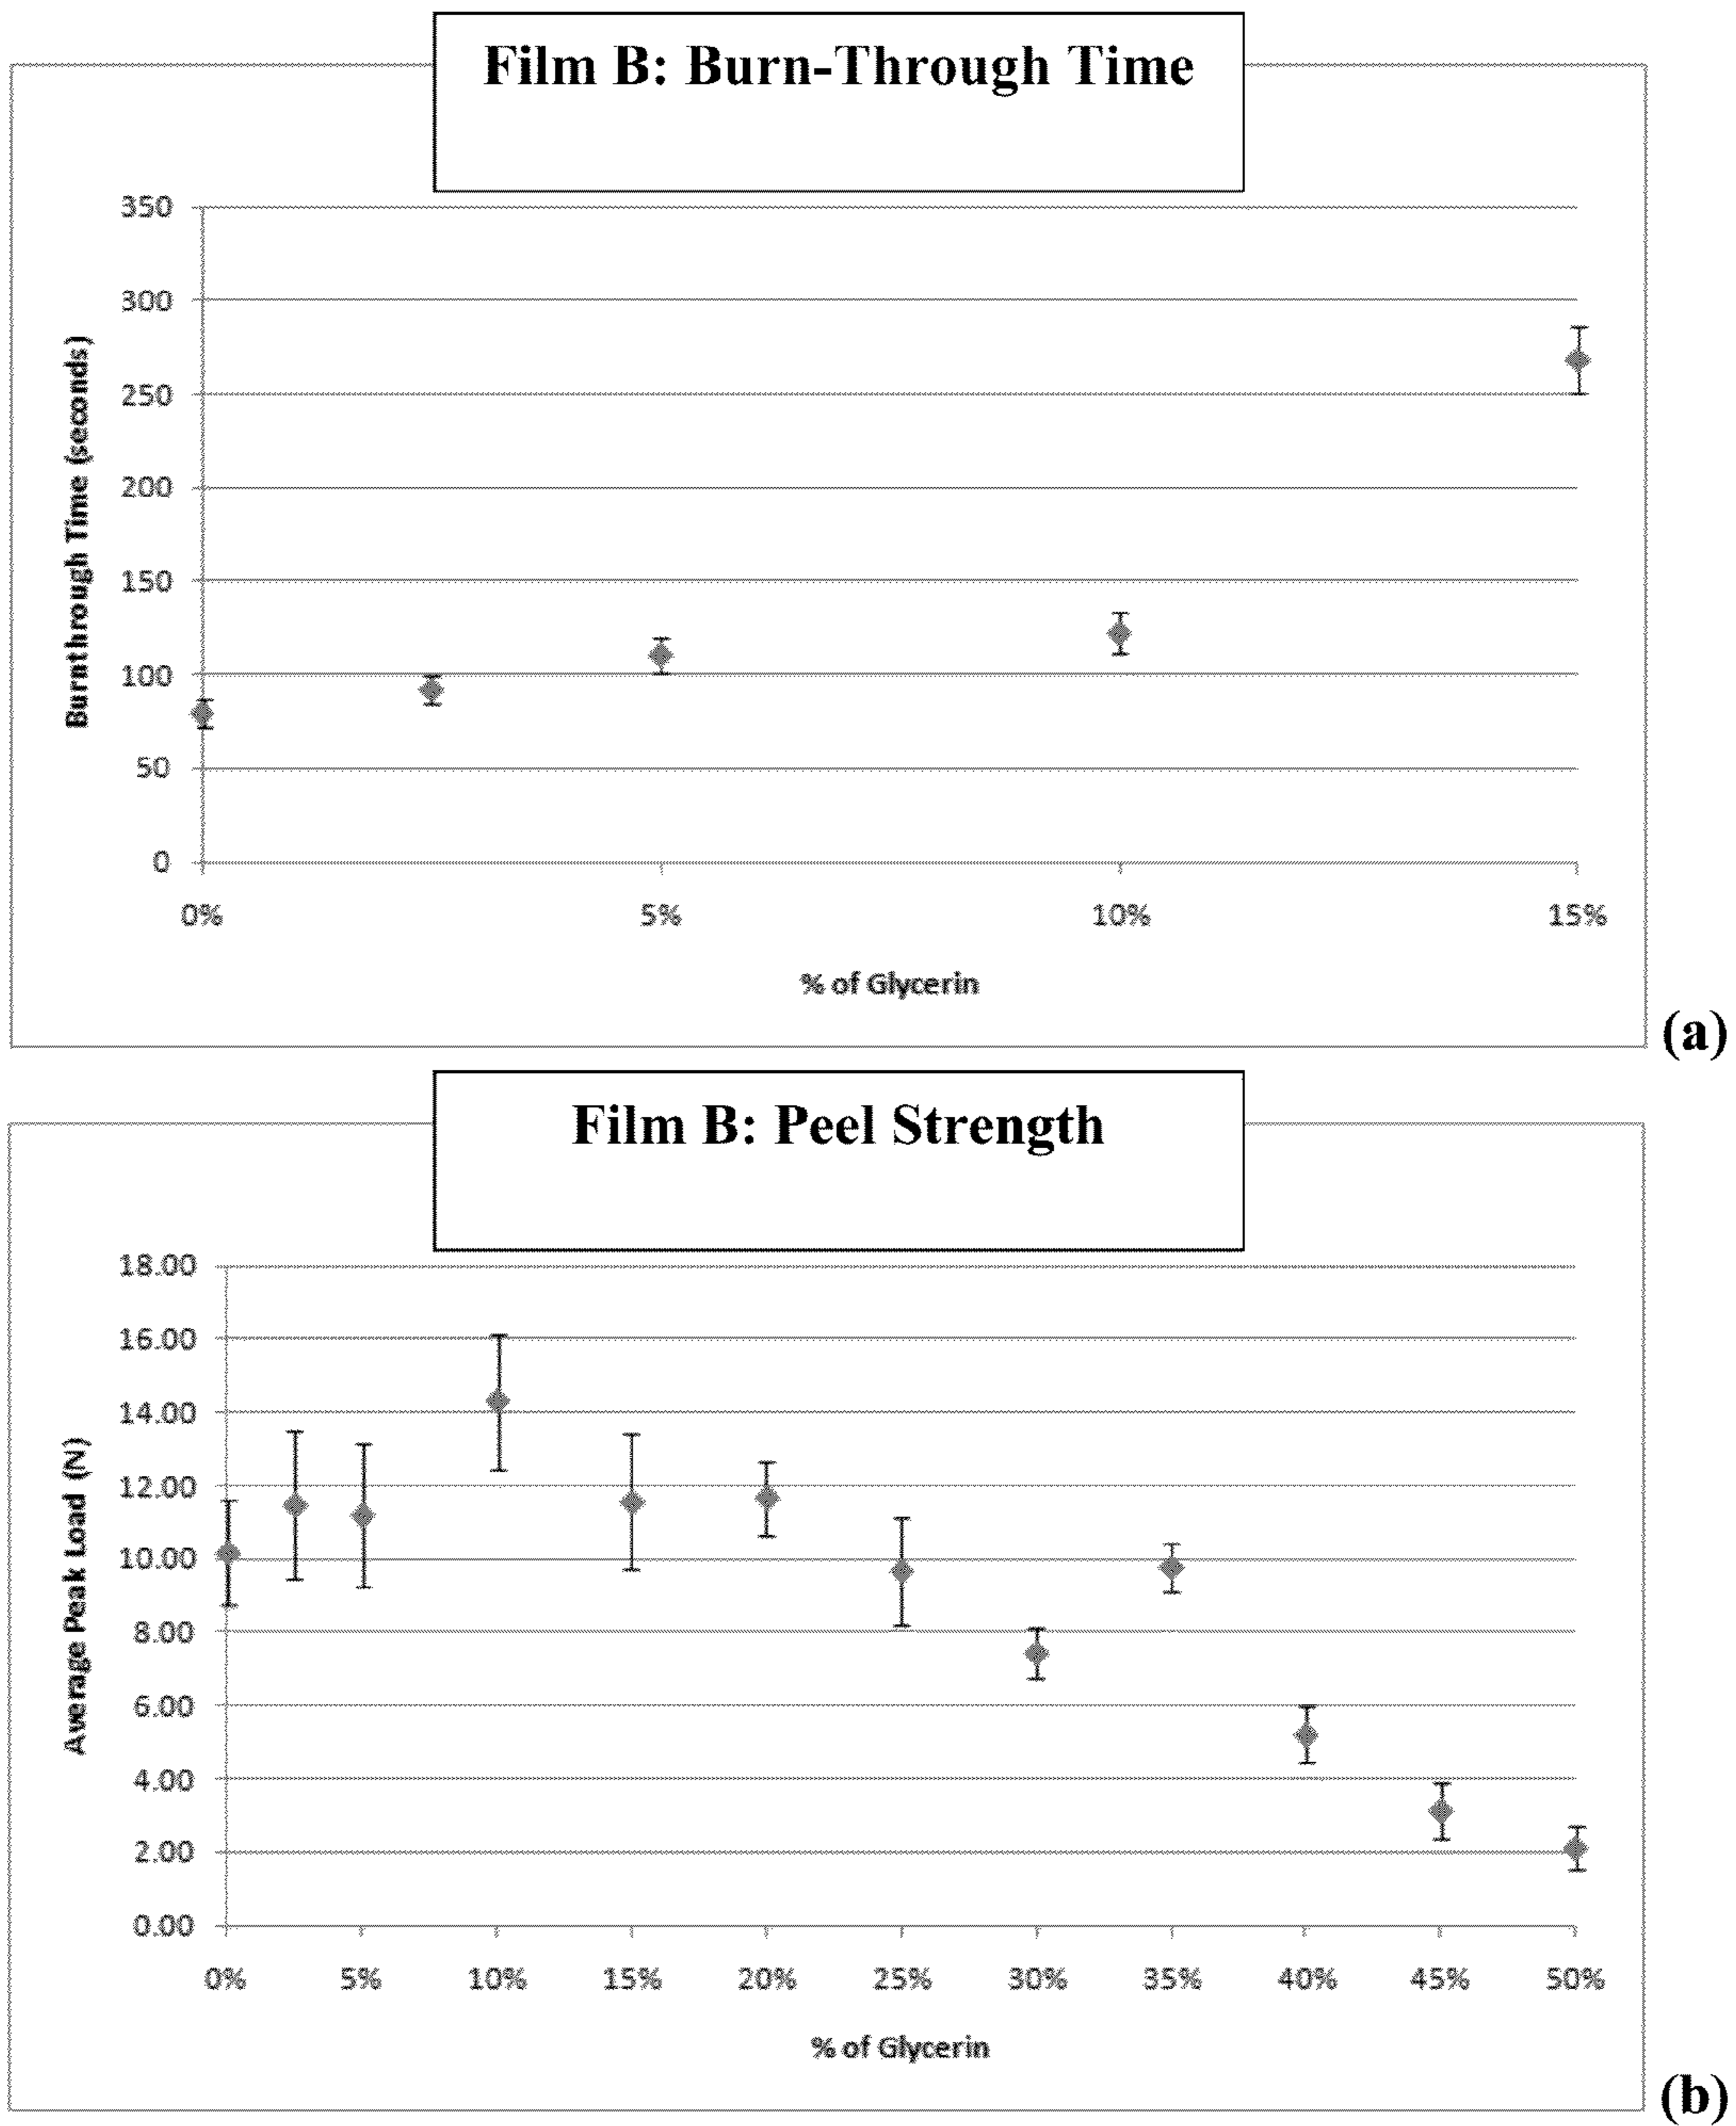 Film B: Burn-Through Time
350
300
250
200
150
100
50
0
Burnthrough Time (seconds)
0% 5% 10% 15%
% of Glycerin
(a)
Film B: Peel Strength
18.00
16.00
14.00
12.00
10.00
8.00
6.00
4.00
2.00
0.00
Average Peak Load (N)
0% 5% 10% 15% 20% 25% 30% 35% 40% 45% 50%
% of Glycerin
(b)